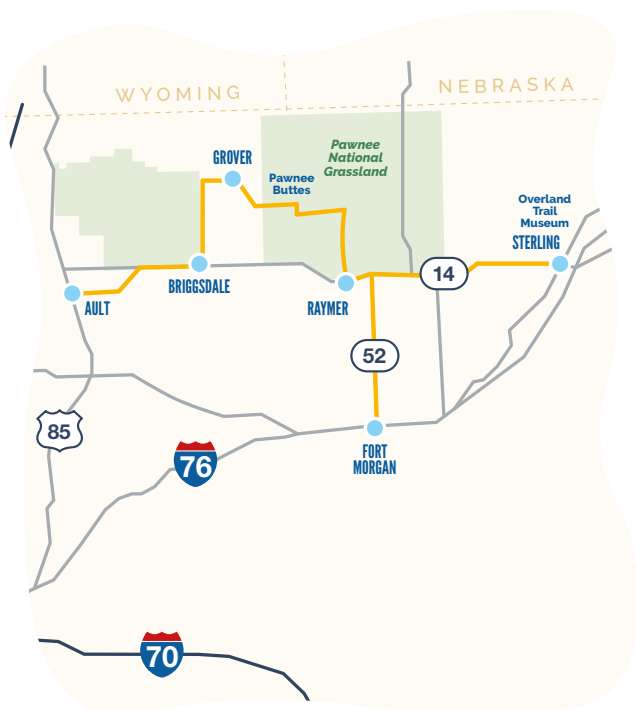 WYOMING
NEBRASKA
Pawnee
National
Grassland
GROVER
Pawnee
Buttes
Overland
Trail
Museum
STERLING
14
BRIGGSDALE
RAYMER
AULT
52
85
76
FORT
MORGAN
70